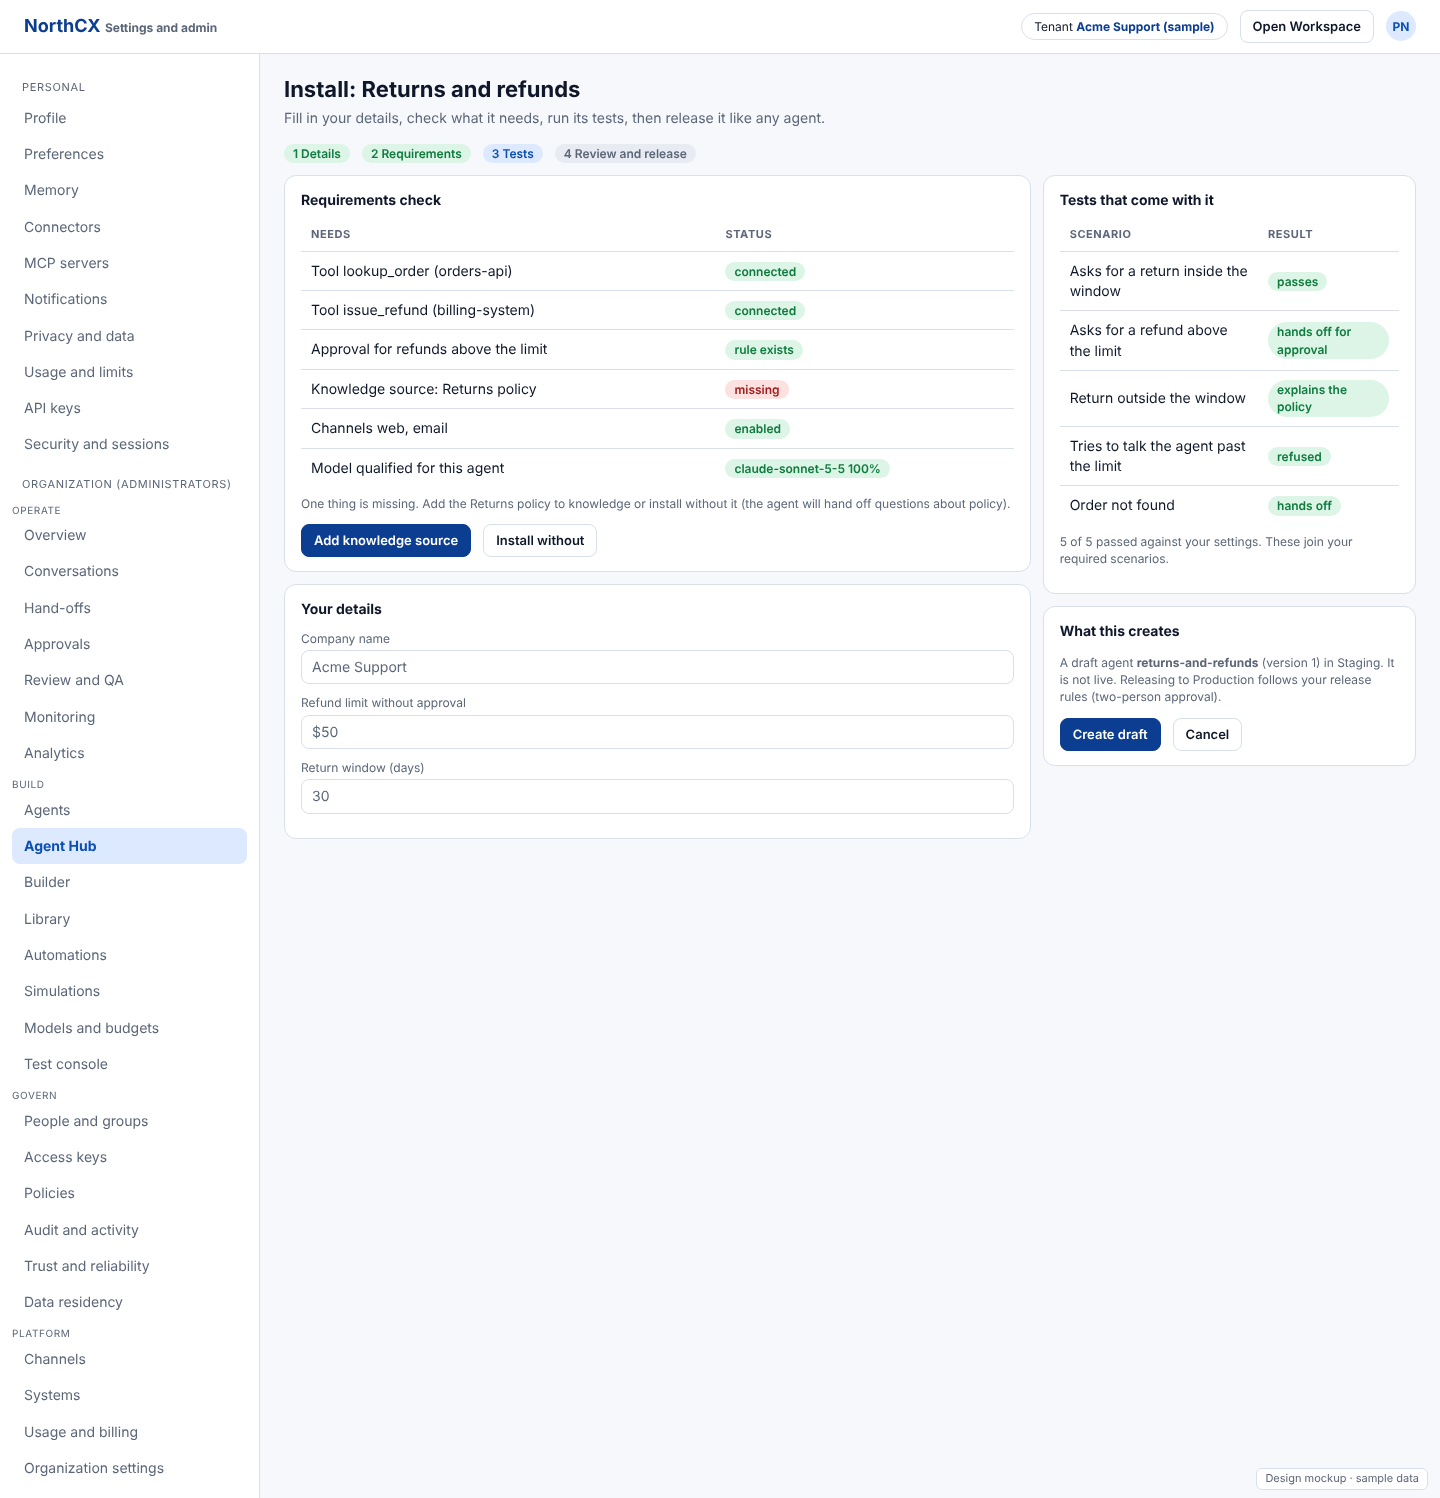 NorthCX Settings and admin
Tenant Acme Support (sample)
Open Workspace
PN
PERSONAL
Profile
Preferences
Memory
Connectors
MCP servers
Notifications
Privacy and data
Usage and limits
API keys
Security and sessions
ORGANIZATION (ADMINISTRATORS)
OPERATE
Overview
Conversations
Hand-offs
Approvals
Review and QA
Monitoring
Analytics
BUILD
Agents
Agent Hub
Builder
Library
Automations
Simulations
Models and budgets
Test console
GOVERN
People and groups
Access keys
Policies
Audit and activity
Trust and reliability
Data residency
PLATFORM
Channels
Systems
Usage and billing
Organization settings
Install: Returns and refunds
Fill in your details, check what it needs, run its tests, then release it like any agent.
1 Details
2 Requirements
3 Tests
4 Review and release
Requirements check
NEEDS STATUS
Tool lookup_order (orders-api) connected
Tool issue_refund (billing-system) connected
Approval for refunds above the limit rule exists
Knowledge source: Returns policy missing
Channels web, email enabled
Model qualified for this agent claude-sonnet-5-5 100%
One thing is missing. Add the Returns policy to knowledge or install without it (the agent will hand off questions about policy).
Add knowledge source
Install without
Your details
Company name
Acme Support
Refund limit without approval
$50
Return window (days)
30
Tests that come with it
SCENARIO RESULT
Asks for a return inside the
window
passes
Asks for a refund above
the limit
hands off for
approval
Return outside the window
explains the
policy
Tries to talk the agent past
the limit
refused
Order not found hands off
5 of 5 passed against your settings. These join your
required scenarios.
What this creates
A draft agent returns-and-refunds (version 1) in Staging. It
is not live. Releasing to Production follows your release
rules (two-person approval).
Create draft
Cancel
Design mockup · sample data